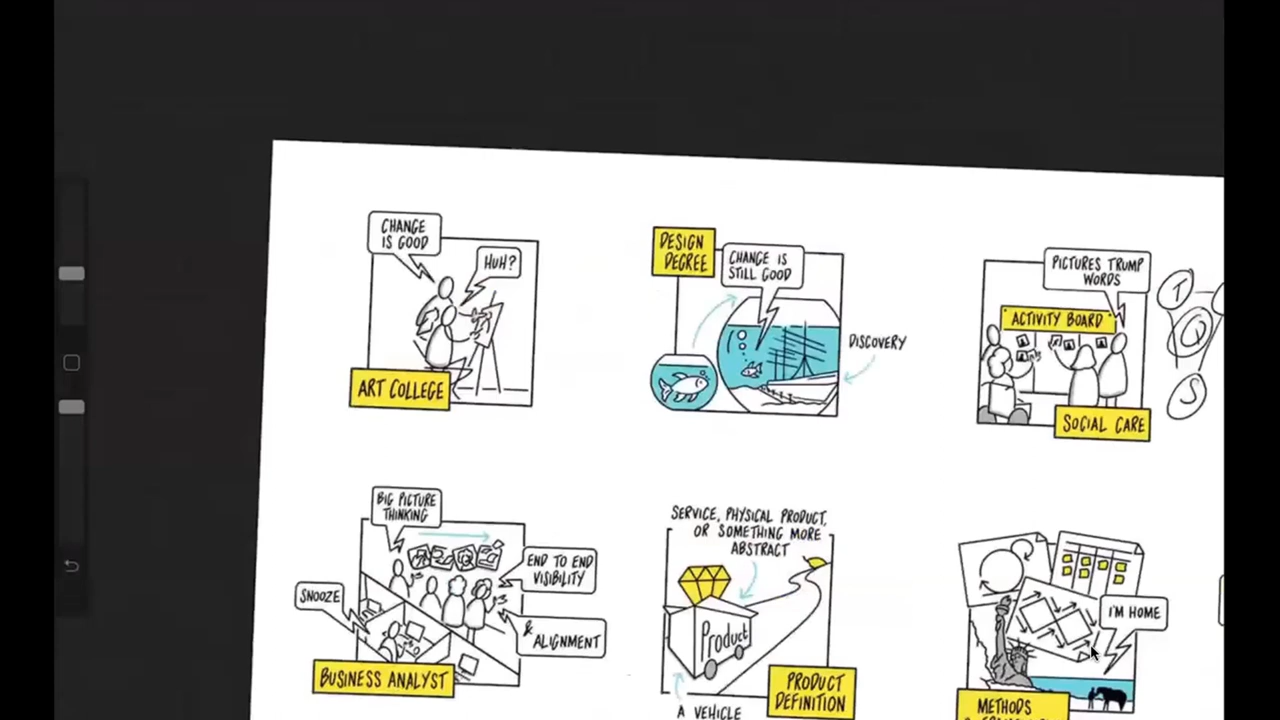 CHANGE
IS GOOD
HUH?
ART COLLEGE
DESIGN
DEGREE
CHANGE IS
STILL GOOD
DISCOVERY
PICTURES TRUMP
WORDS
ACTIVITY BOARD
SOCIAL CARE
T
Q
S
BIG PICTURE
THINKING
END TO END
VISIBILITY
SNOOZE
& ALIGNMENT
BUSINESS ANALYST
SERVICE, PHYSICAL PRODUCT,
OR SOMETHING MORE
ABSTRACT
Product
PRODUCT
DEFINITION
A VEHICLE
I'M HOME
METHODS